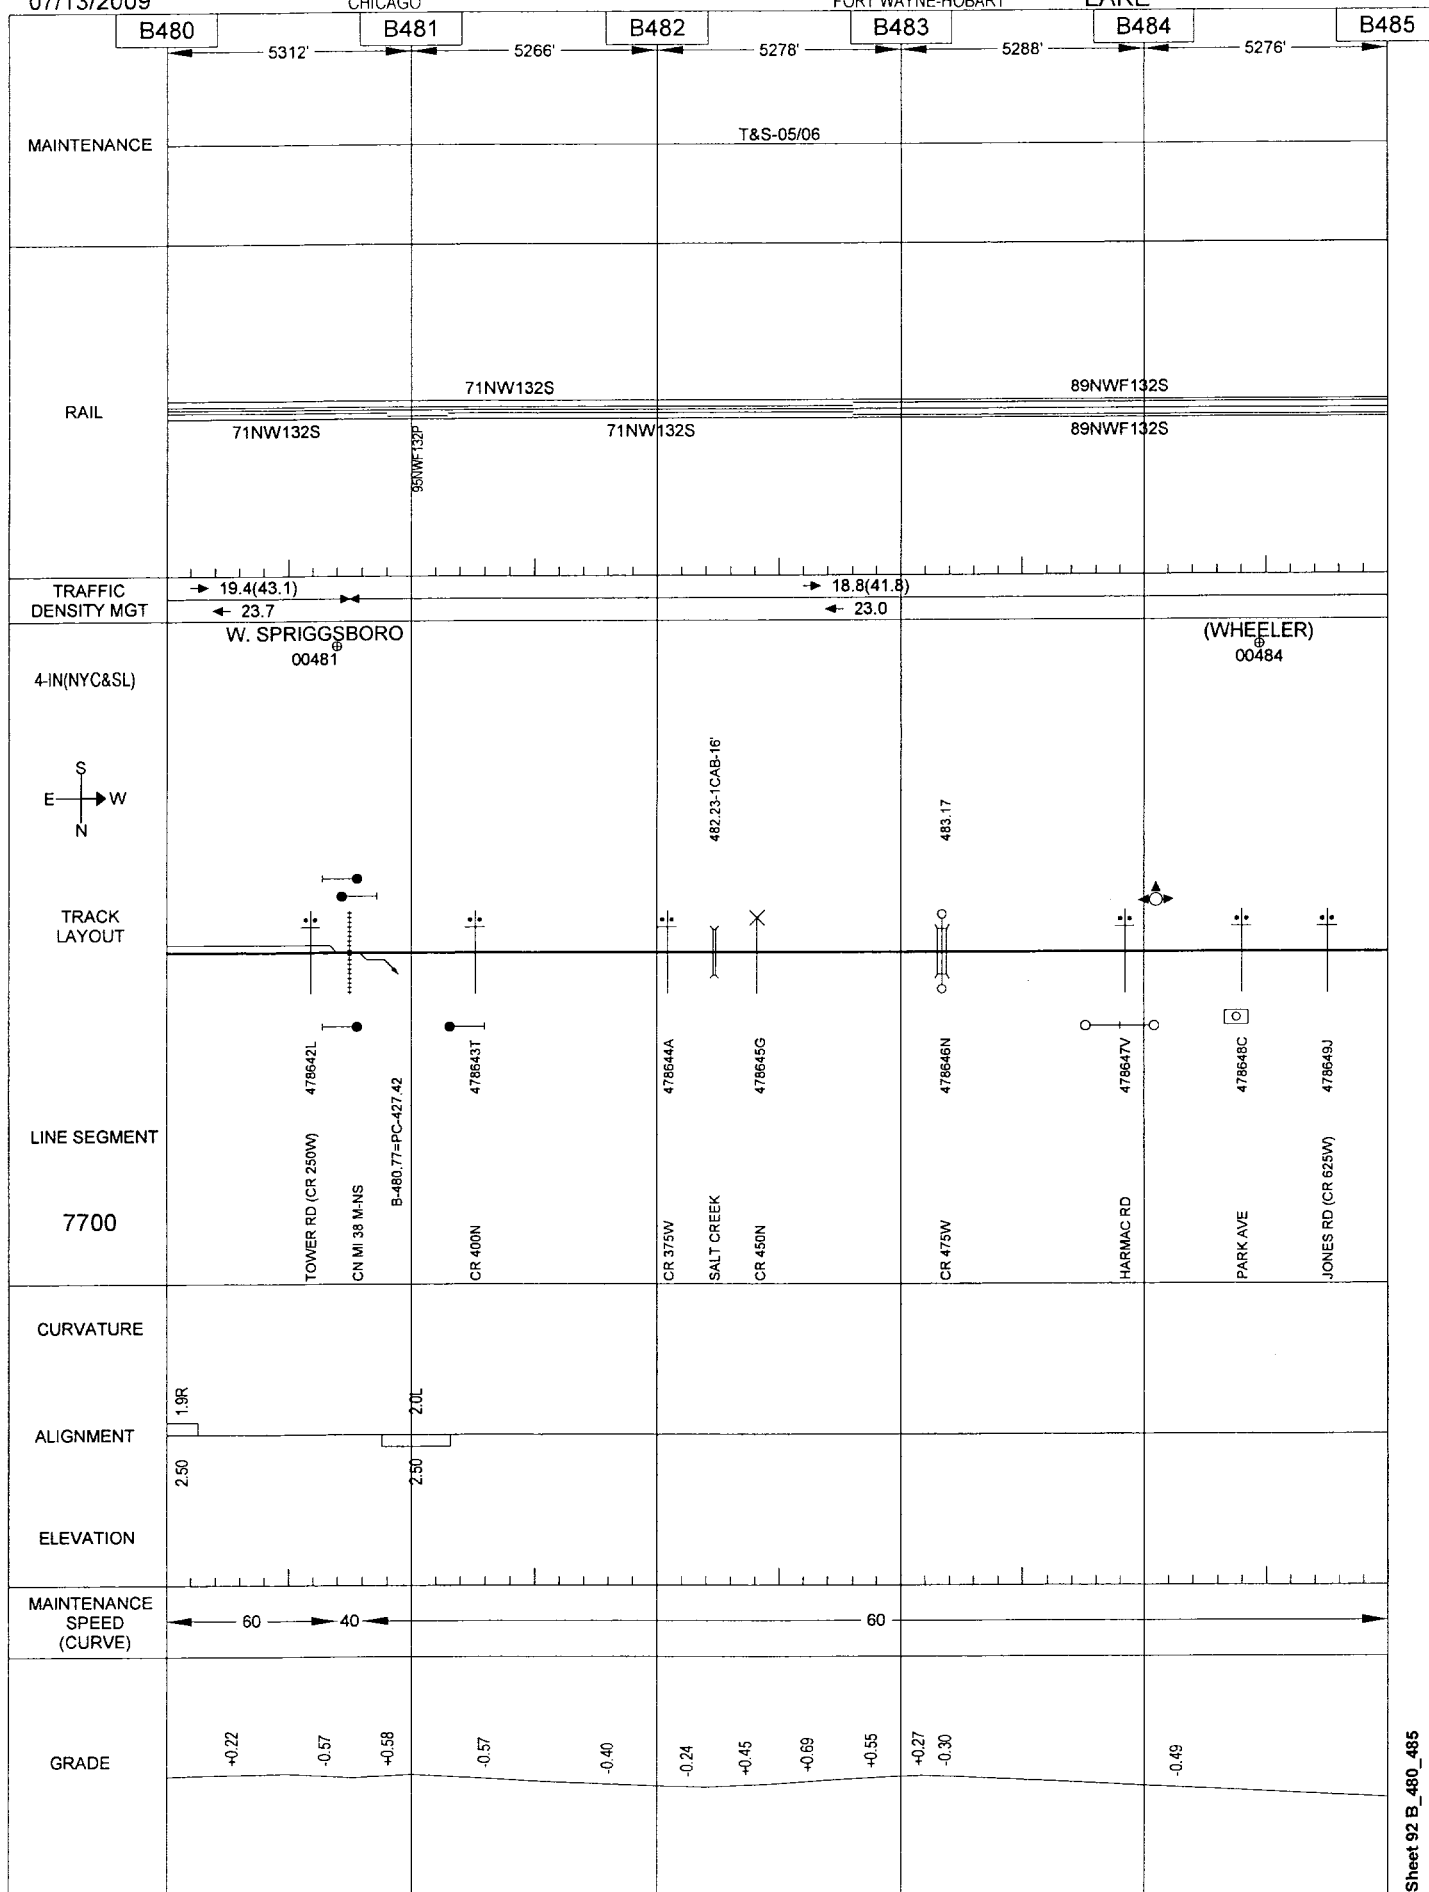 07/13/2009 CHICAGO FORT WAYNE-HOBART LAKE
B480 B481 B482 B483 B484 B485
5312' 5266' 5278' 5288' 5276'
MAINTENANCE
T&S-05/06
RAIL
71NW132S 89NWF132S
71NW132S 71NW132S 89NWF132S
95NWF132P
TRAFFIC
DENSITY MGT
19.4(43.1) 18.8(41.8)
23.7 23.0
W. SPRIGGSBORO
00481
(WHEELER)
00484
4-IN(NYC&SL)
S
E W
N
482.23-1CAB-16'
483.17
TRACK
LAYOUT
478642L
478643T
478644A
478645G
478646N
478647V
478648C
478649J
LINE SEGMENT
7700
TOWER RD (CR 250W)
CN MI 38 M-NS
B-480.77=PC-427.42
CR 400N
CR 375W
SALT CREEK
CR 450N
CR 475W
HARMAC RD
PARK AVE
JONES RD (CR 625W)
CURVATURE
1.9R 2.0L
ALIGNMENT
2.50 2.50
ELEVATION
MAINTENANCE
SPEED
(CURVE)
60 40 60
GRADE
+0.22 -0.57 +0.58 -0.57 -0.40 -0.24 +0.45 +0.69 +0.55 +0.27 -0.30 -0.49
Sheet 92 B_480_485